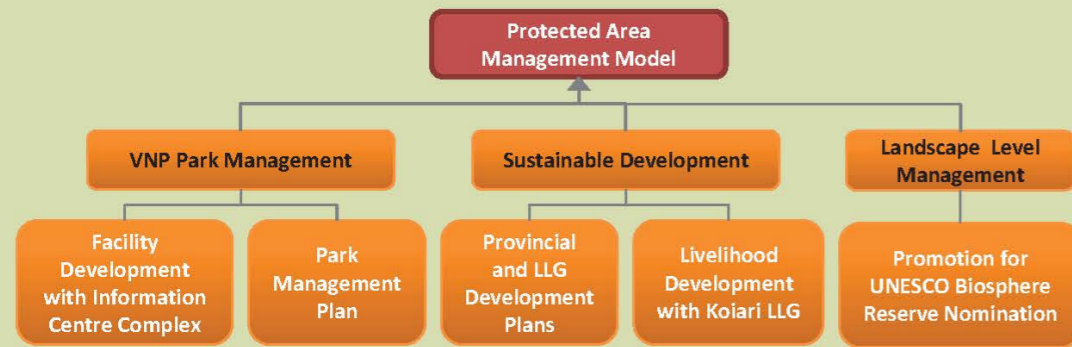 Protected Area
Management Model
VNP Park Management
Sustainable Development
Landscape Level
Management
Facility
Development
with Information
Centre Complex
Park
Management
Plan
Provincial
and LLG
Development
Plans
Livelihood
Development
with Koiari LLG
Promotion for
UNESCO Biosphere
Reserve Nomination